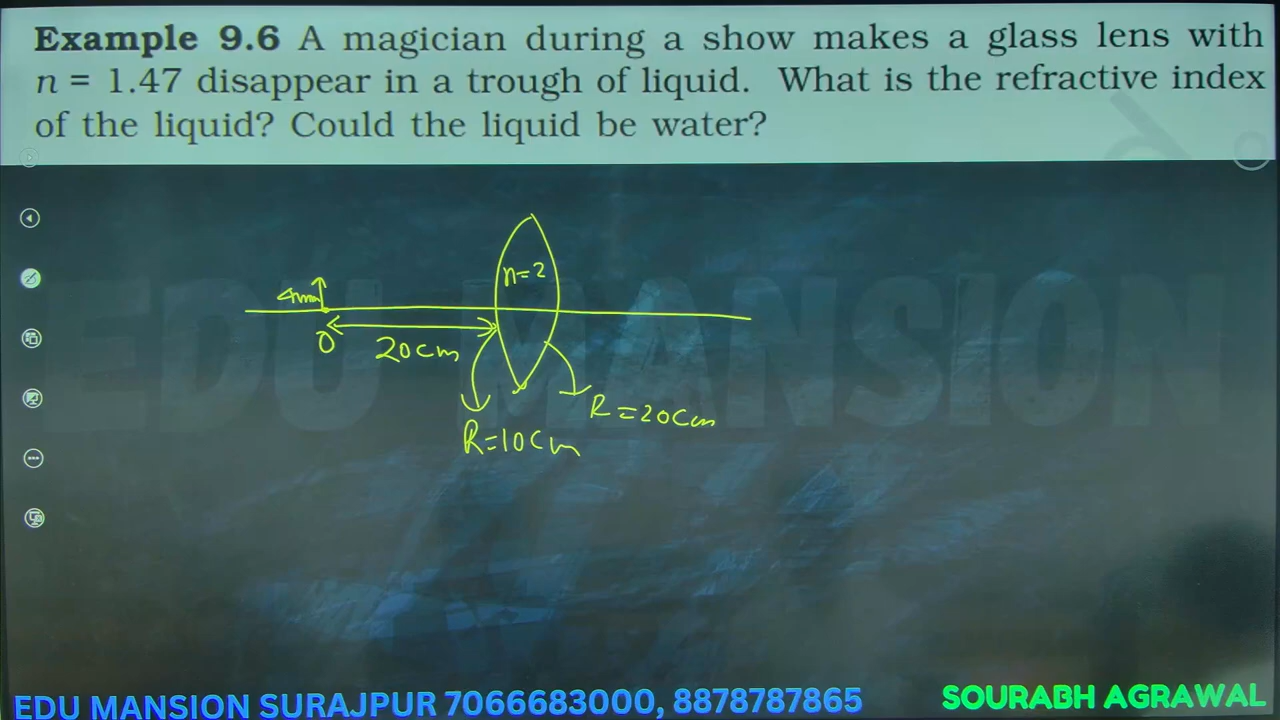 Example 9.6 A magician during a show makes a glass lens with
n = 1.47 disappear in a trough of liquid. What is the refractive index
of the liquid? Could the liquid be water?
EDU MANSION
n=2
4mm
O
20cm
R=20cm
R=10cm
EDU MANSION SURAJPUR 7066683000, 8878787865
SOURABH AGRAWAL